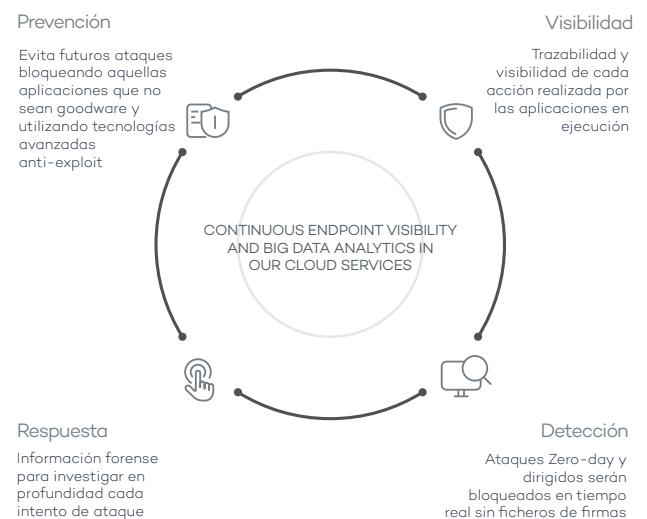 Prevención
Evita futuros ataques
bloqueando aquellas
aplicaciones que no
sean goodware y
utilizando tecnologías
avanzadas
anti-exploit
Visibilidad
Trazabilidad y
visibilidad de cada
acción realizada por
las aplicaciones en
ejecución
CONTINUOUS ENDPOINT VISIBILITY
AND BIG DATA ANALYTICS IN
OUR CLOUD SERVICES
Respuesta
Información forense
para investigar en
profundidad cada
intento de ataque
Detección
Ataques Zero-day y
dirigidos serán
bloqueados en tiempo
real sin ficheros de firmas